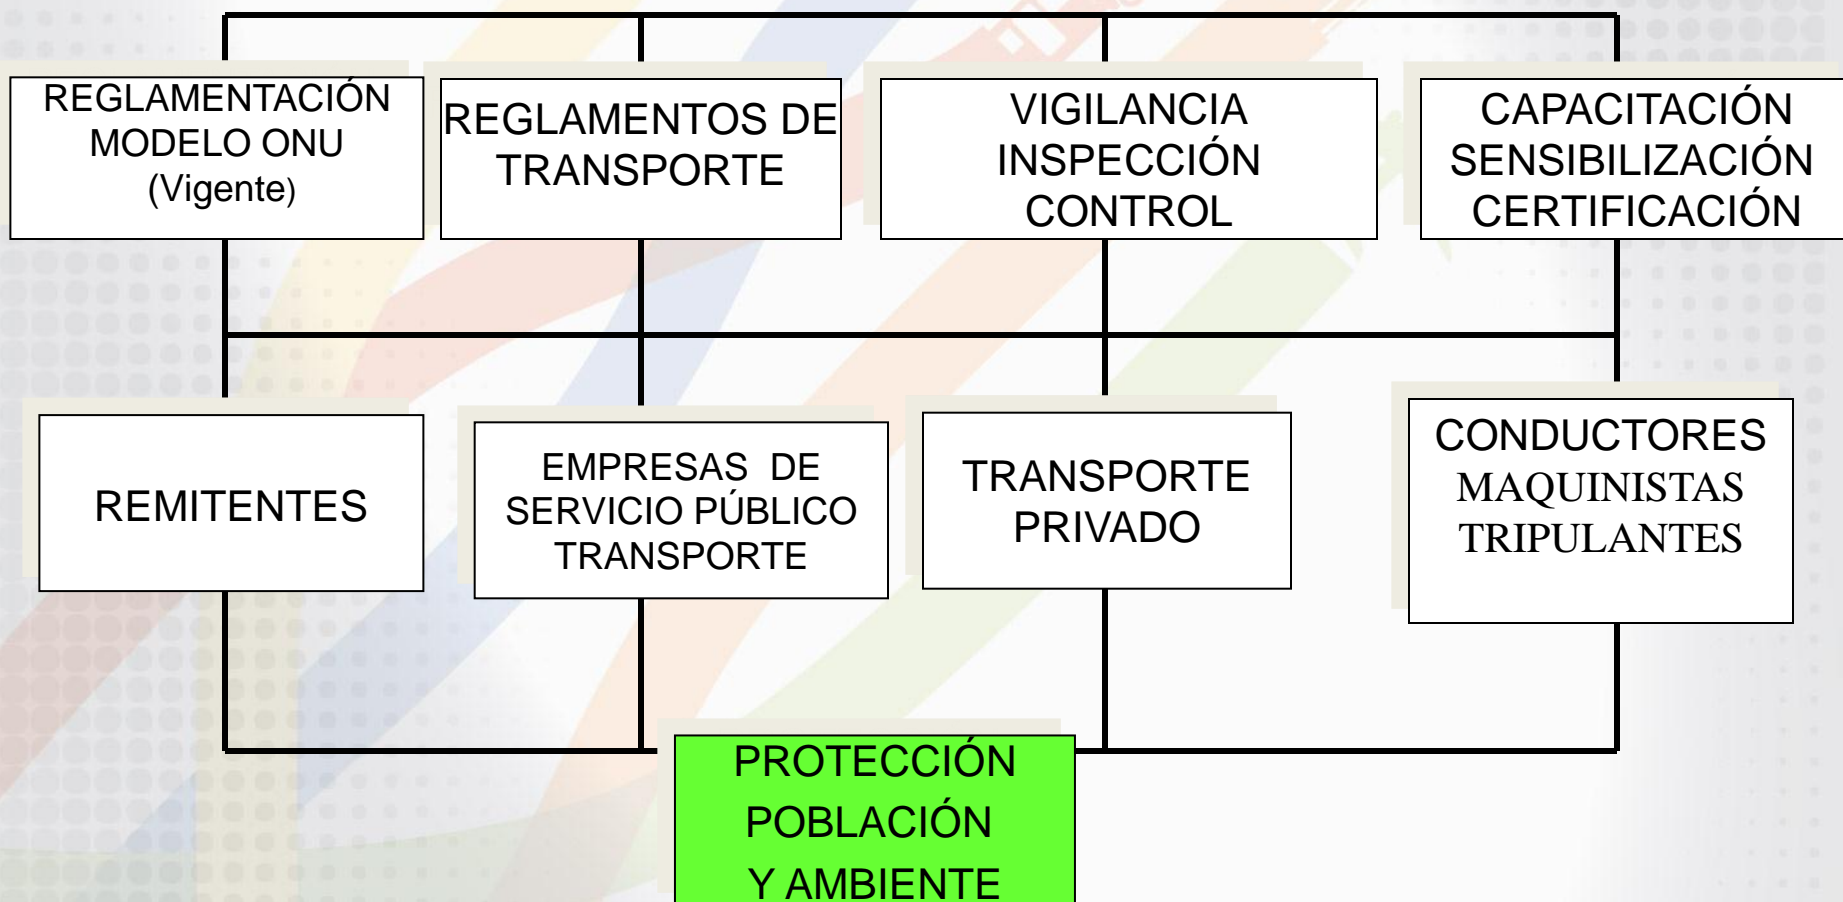 REGLAMENTACIÓN
MODELO ONU
(Vigente)
REGLAMENTOS DE
TRANSPORTE
VIGILANCIA
INSPECCIÓN
CONTROL
CAPACITACIÓN
SENSIBILIZACIÓN
CERTIFICACIÓN
REMITENTES
EMPRESAS DE
SERVICIO PÚBLICO
TRANSPORTE
TRANSPORTE
PRIVADO
CONDUCTORES
MAQUINISTAS
TRIPULANTES
PROTECCIÓN
POBLACIÓN
Y AMBIENTE